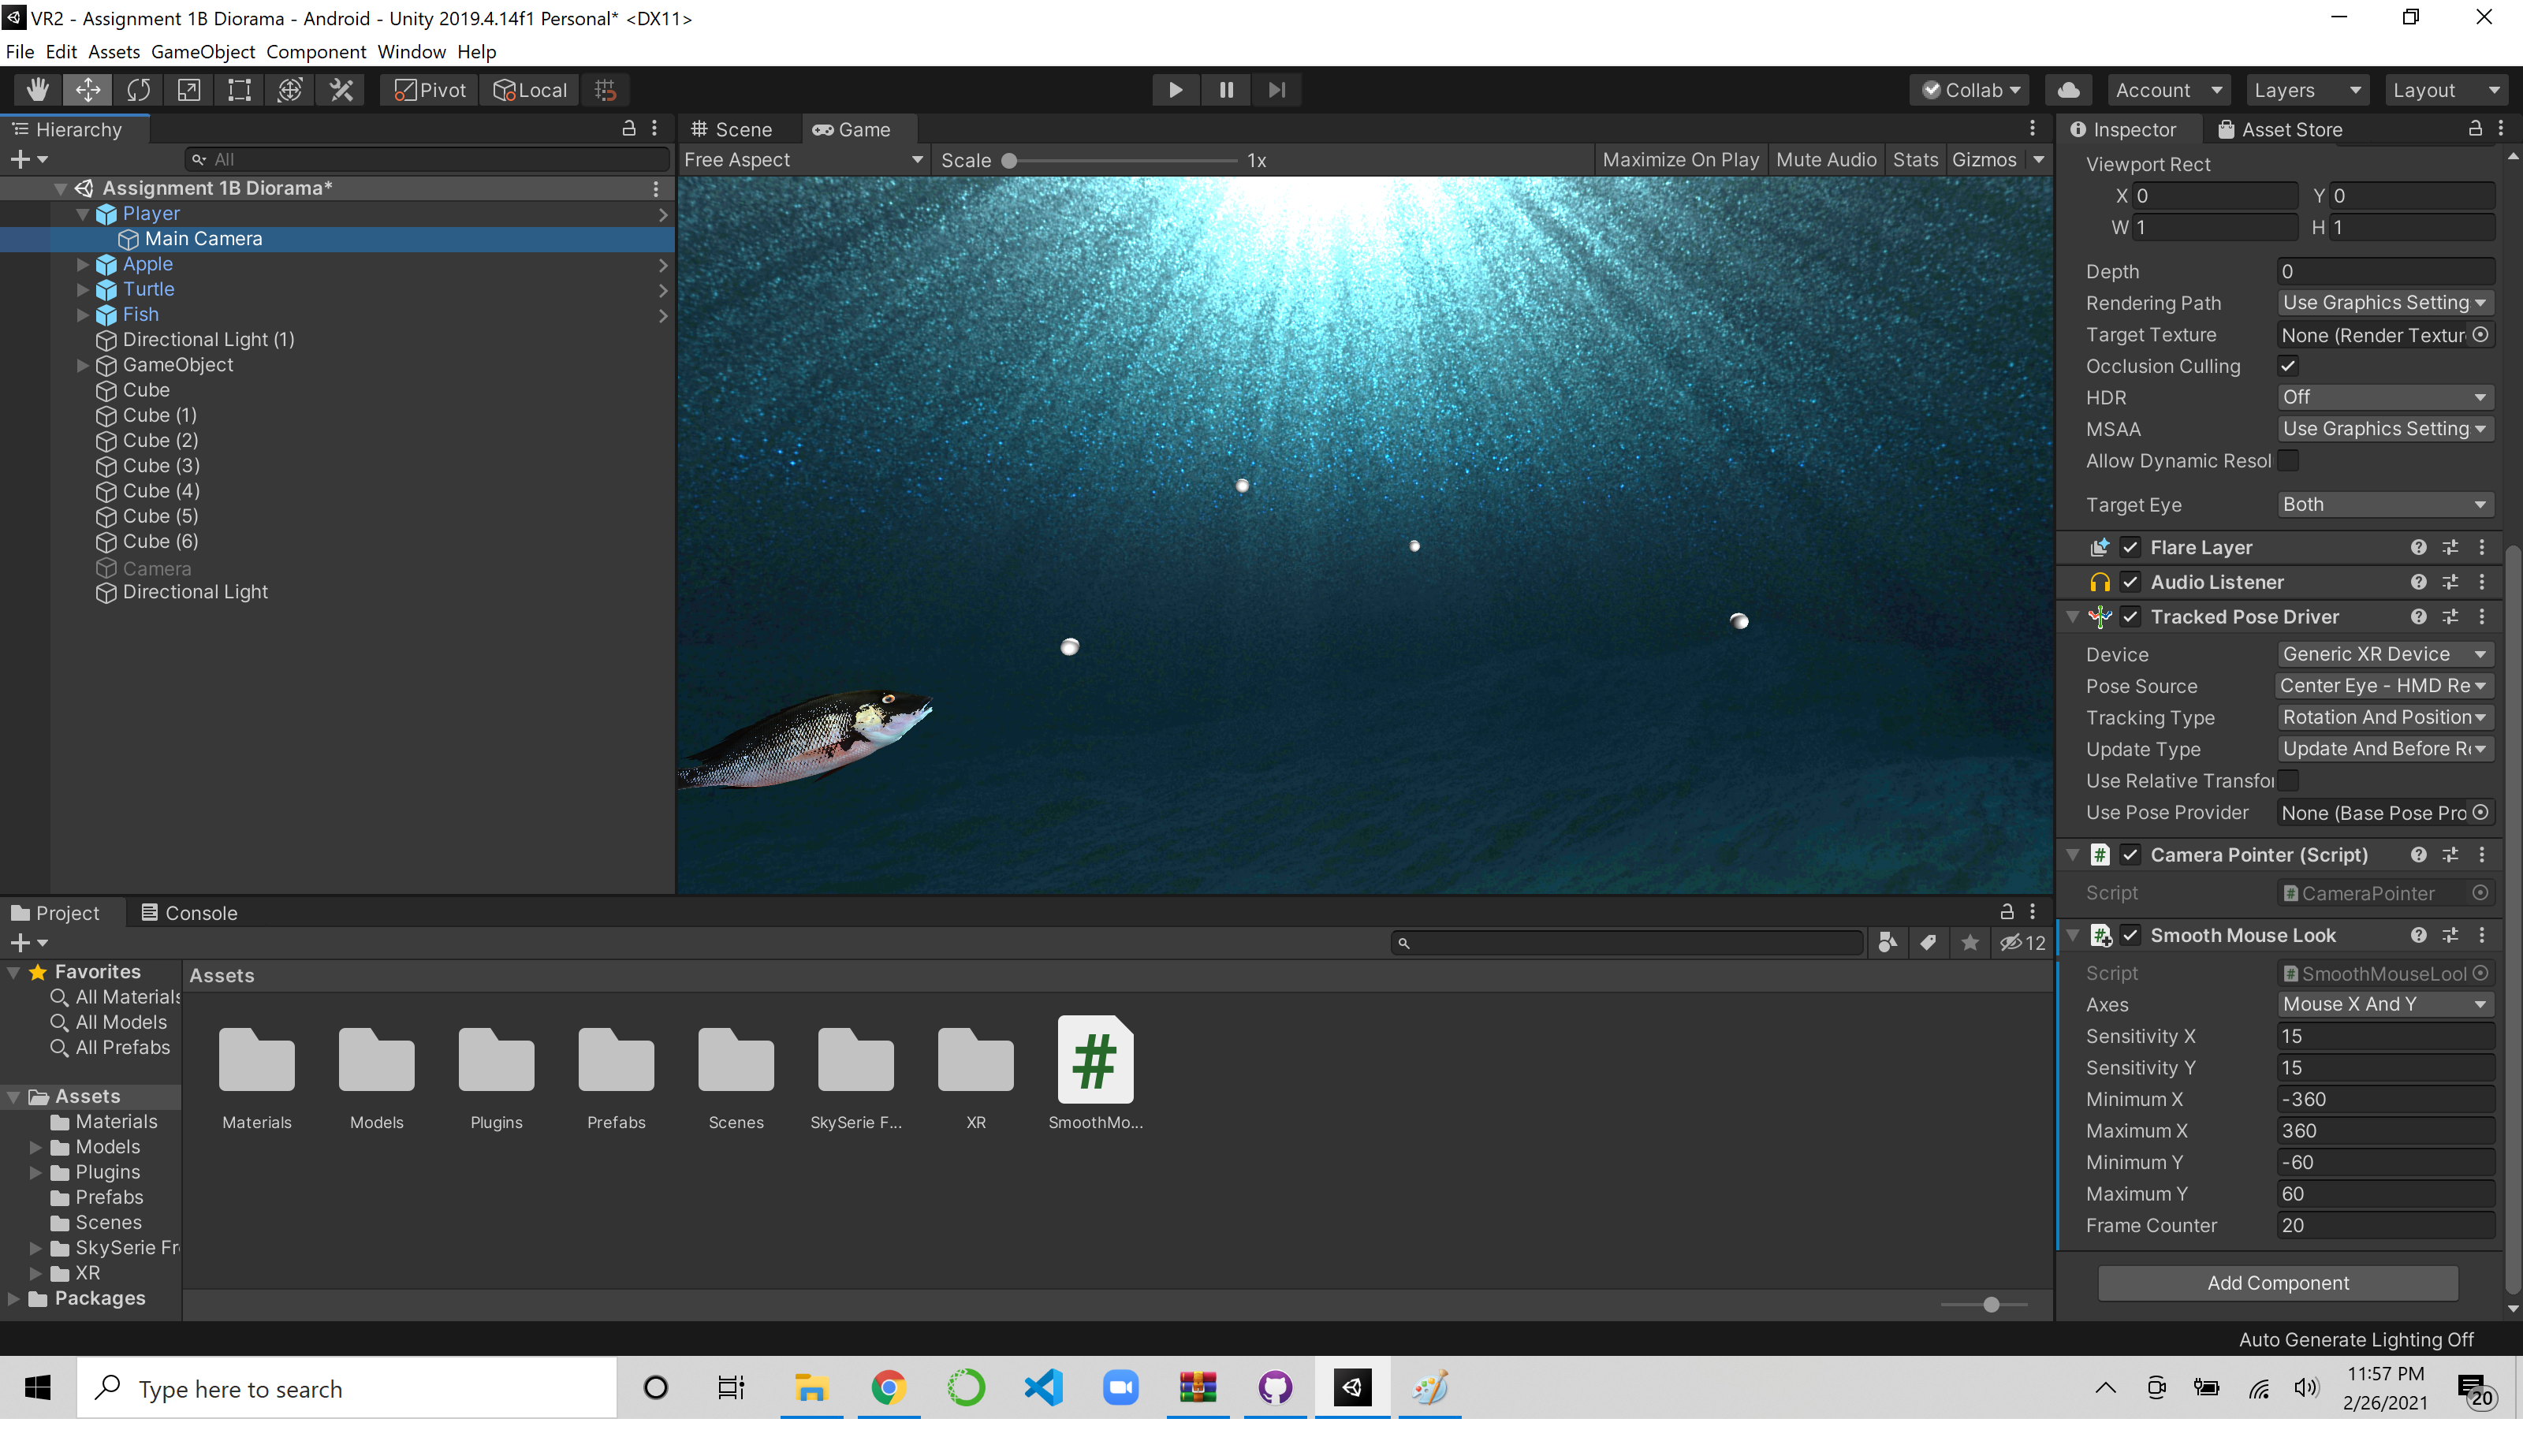 VR2 - Assignment 1B Diorama - Android - Unity 2019.4.14f1 Personal* <DX11>
File Edit Assets GameObject Component Window Help
Pivot Local Collab Account Layers Layout
Hierarchy
All
Assignment 1B Diorama*
Player
Main Camera
Apple
Turtle
Fish
Directional Light (1)
GameObject
Cube
Cube (1)
Cube (2)
Cube (3)
Cube (4)
Cube (5)
Cube (6)
Camera
Directional Light
Scene Game
Free Aspect Scale 1x Maximize On Play Mute Audio Stats Gizmos
Inspector Asset Store
Viewport Rect
X 0 Y 0
W 1 H 1
Depth 0
Rendering Path Use Graphics Setting
Target Texture None (Render Textur
Occlusion Culling
HDR Off
MSAA Use Graphics Setting
Allow Dynamic Resol
Target Eye Both
Flare Layer
Audio Listener
Tracked Pose Driver
Device Generic XR Device
Pose Source Center Eye - HMD Re
Tracking Type Rotation And Position
Update Type Update And Before R
Use Relative Transfor
Use Pose Provider None (Base Pose Pro
Camera Pointer (Script)
Script # CameraPointer
Smooth Mouse Look
Script # SmoothMouseLool
Axes Mouse X And Y
Sensitivity X 15
Sensitivity Y 15
Minimum X -360
Maximum X 360
Minimum Y -60
Maximum Y 60
Frame Counter 20
Add Component
Project Console
12
Favorites
All Materials
All Models
All Prefabs
Assets
Materials
Models
Plugins
Prefabs
Scenes
SkySerie Fr
XR
Packages
Assets
#
Materials Models Plugins Prefabs Scenes SkySerie F... XR SmoothMo...
Auto Generate Lighting Off
Type here to search
11:57 PM
2/26/2021
20